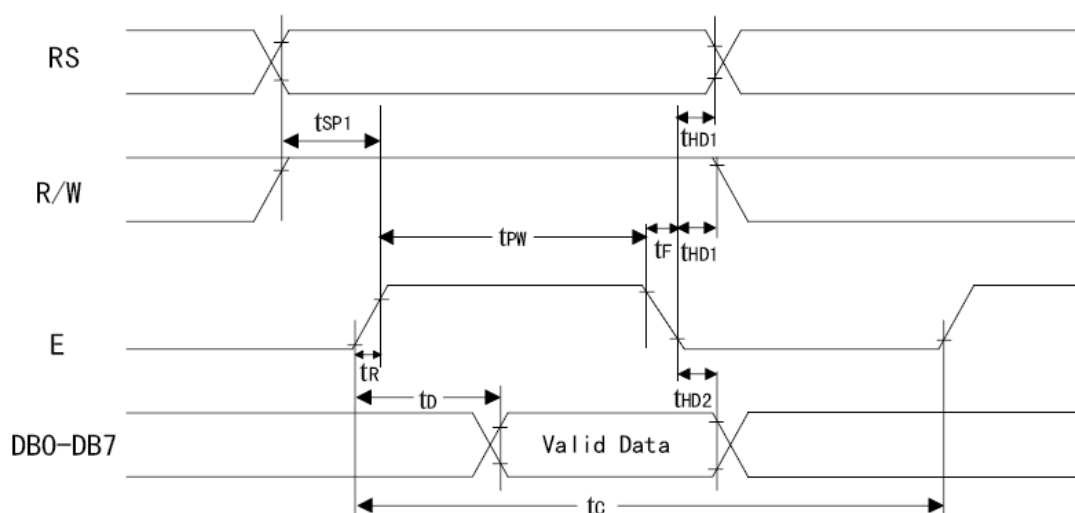 RS
tSP1
tHD1
R/W
tPW
tF
tHD1
E
tR
tD
tHD2
DB0-DB7
Valid Data
tC